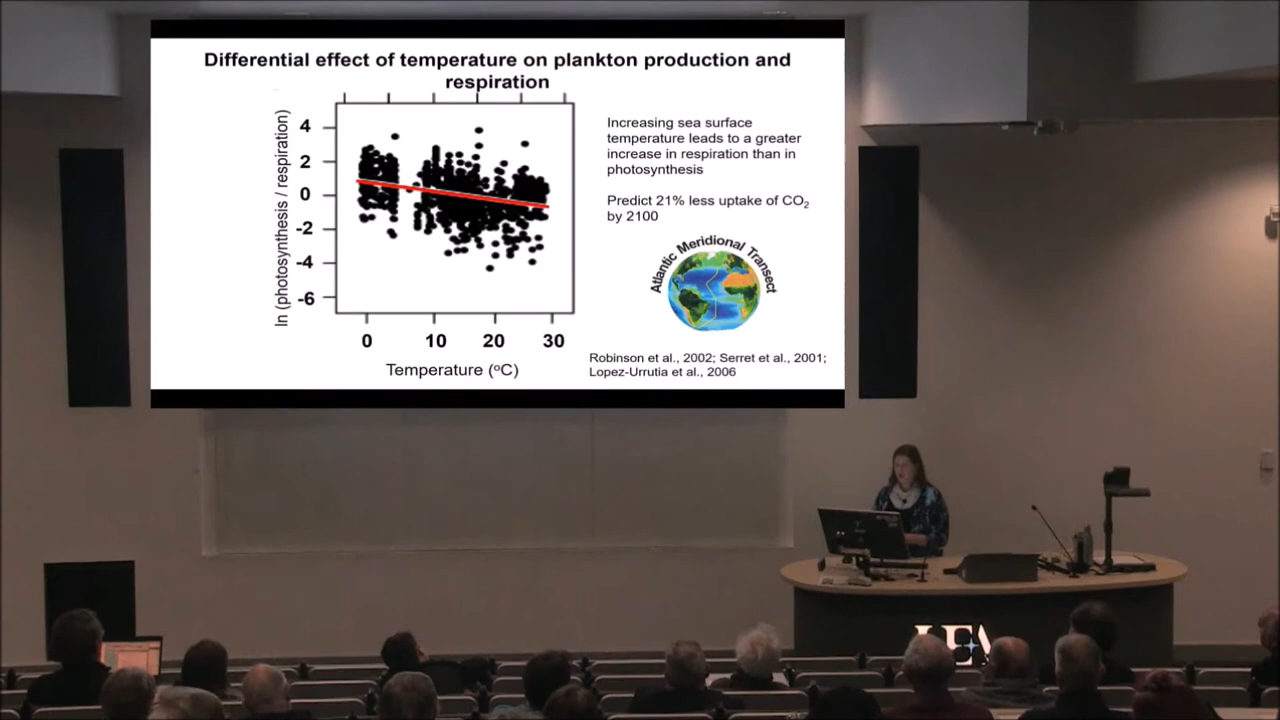 Differential effect of temperature on plankton production and
respiration
ln (photosynthesis / respiration)
4
2
0
-2
-4
-6
0 10 20 30
Temperature (ºC)
Increasing sea surface
temperature leads to a greater
increase in respiration than in
photosynthesis
Predict 21% less uptake of CO₂
by 2100
Atlantic Meridional Transect
Robinson et al., 2002; Serret et al., 2001;
Lopez-Urrutia et al., 2006